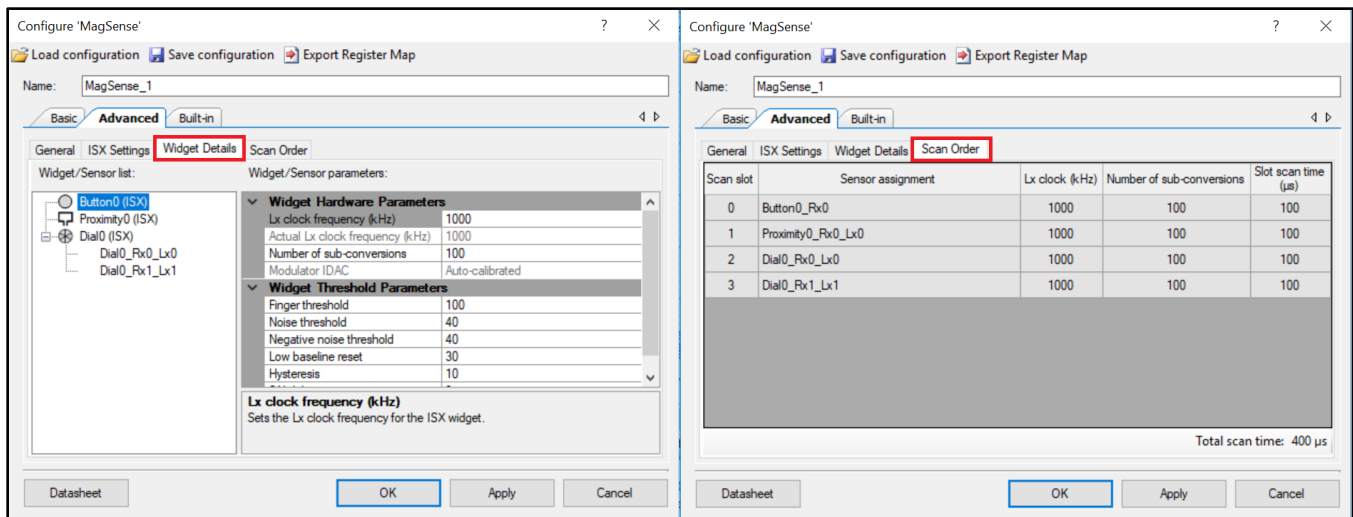 Configure 'MagSense' ? ×
Load configuration Save configuration Export Register Map
Name: MagSense_1
Basic Advanced Built-in
General ISX Settings Widget Details Scan Order
Widget/Sensor list: Widget/Sensor parameters:
Button0 (ISX)
Proximity0 (ISX)
Dial0 (ISX)
Dial0_Rx0_Lx0
Dial0_Rx1_Lx1
Widget Hardware Parameters
Lx clock frequency (kHz) 1000
Actual Lx clock frequency (kHz) 1000
Number of sub-conversions 100
Modulator IDAC Auto-calibrated
Widget Threshold Parameters
Finger threshold 100
Noise threshold 40
Negative noise threshold 40
Low baseline reset 30
Hysteresis 10
Lx clock frequency (kHz)
Sets the Lx clock frequency for the ISX widget.
Datasheet OK Apply Cancel
Configure 'MagSense' ? ×
Load configuration Save configuration Export Register Map
Name: MagSense_1
Basic Advanced Built-in
General ISX Settings Widget Details Scan Order
Scan slot Sensor assignment Lx clock (kHz) Number of sub-conversions Slot scan time (µs)
0 Button0_Rx0 1000 100 100
1 Proximity0_Rx0_Lx0 1000 100 100
2 Dial0_Rx0_Lx0 1000 100 100
3 Dial0_Rx1_Lx1 1000 100 100
Total scan time: 400 µs
Datasheet OK Apply Cancel